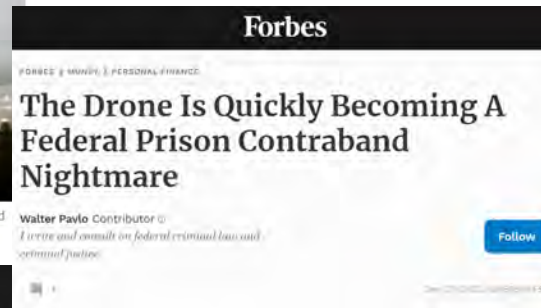 Forbes
FORBES | MONEY | PERSONAL FINANCE
The Drone Is Quickly Becoming A
Federal Prison Contraband
Nightmare
Walter Pavlo Contributor
I write and consult on federal criminal law and
criminal justice.
Follow